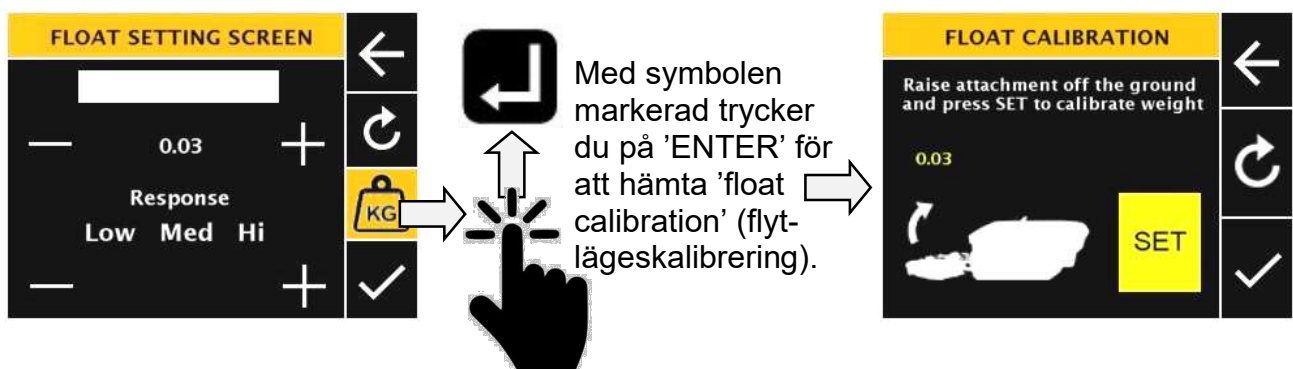 FLOAT SETTING SCREEN
0.03
Response
Low Med Hi
KG
Med symbolen
markerad trycker
du på ’ENTER’ för
att hämta ’float
calibration’ (flyt-
lägeskalibrering).
FLOAT CALIBRATION
Raise attachment off the ground
and press SET to calibrate weight
0.03
SET